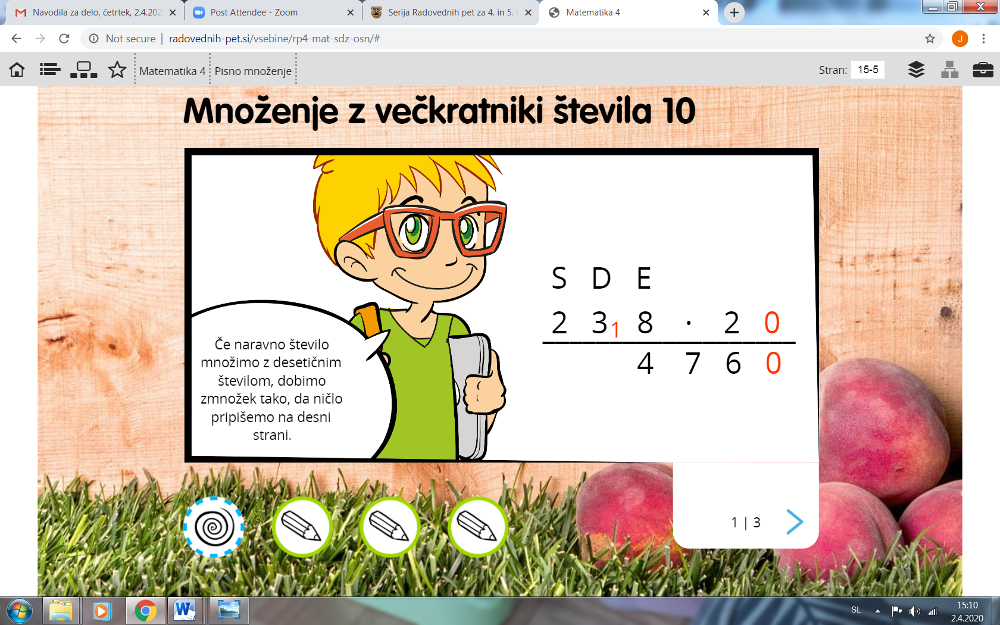 Navodila za delo, četrtek, 2.4.202
Post Attendee - Zoom
Serija Radovednih pet za 4. in 5. r
Matematika 4
Not secure | radovednih-pet.si/vsebine/rp4-mat-sdz-osn/#
J
Matematika 4 Pisno množenje
Stran: 15-5
Množenje z večkratniki števila 10
S D E
2 3 1 8 · 2 0
4 7 6 0
Če naravno število
množimo z desetičnim
številom, dobimo
zmnožek tako, da ničlo
pripišemo na desni
strani.
1 | 3
SL
15:10
2.4.2020